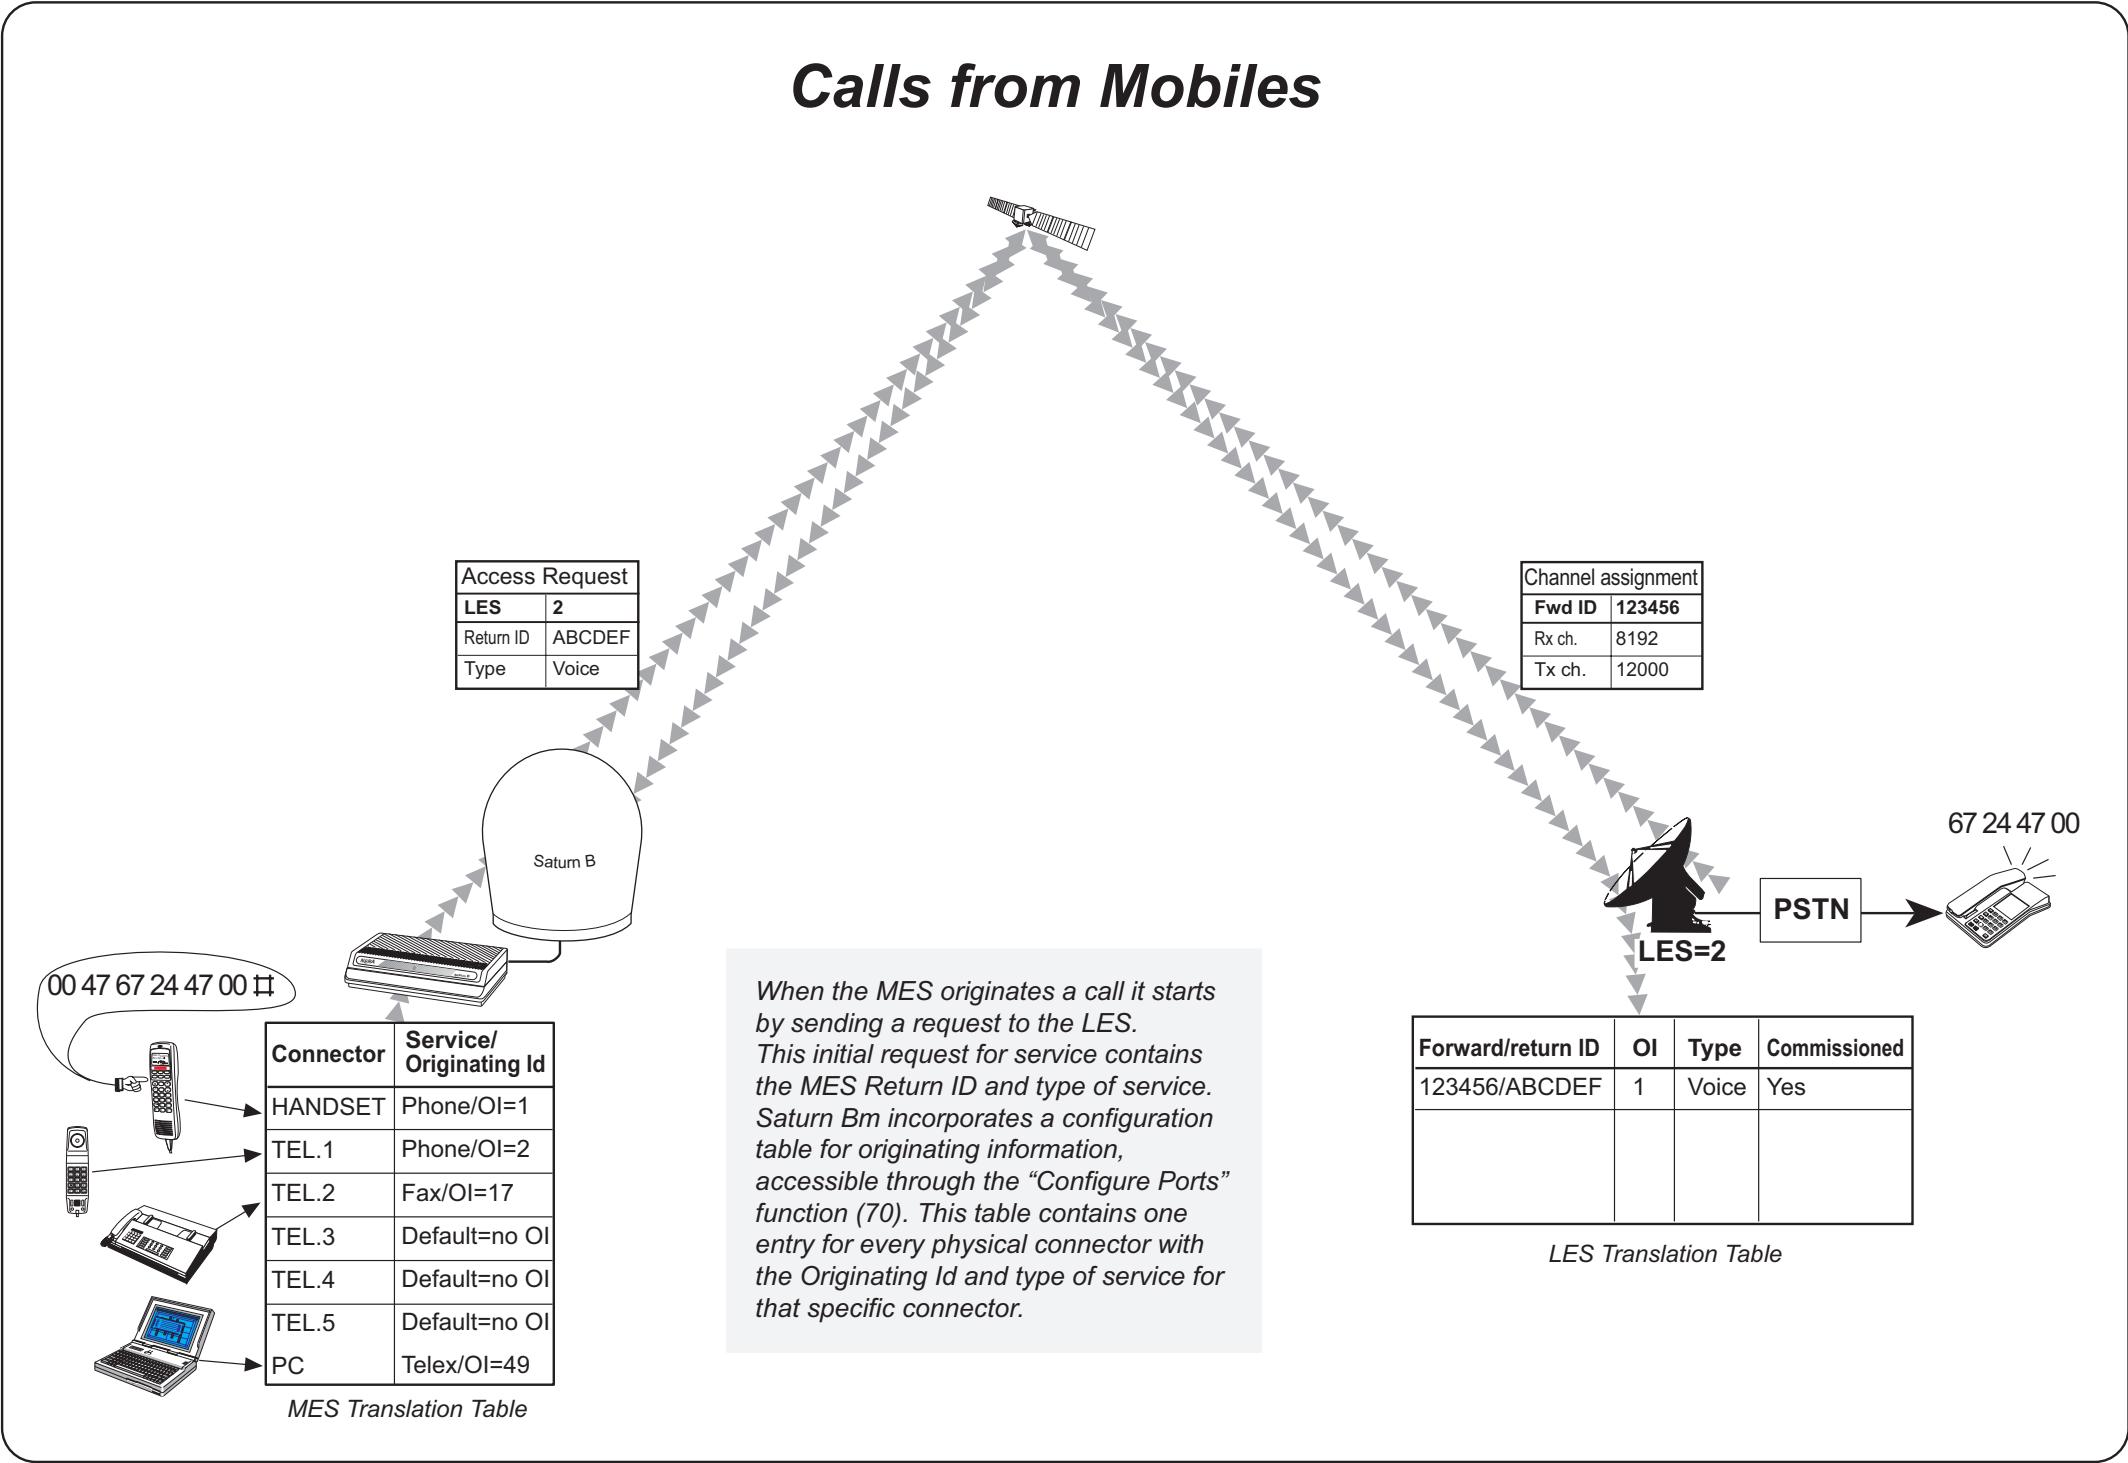 Calls from Mobiles
Access Request
LES 2
Return ID ABCDEF
Type Voice
Channel assignment
Fwd ID 123456
Rx ch. 8192
Tx ch. 12000
Saturn B
67 24 47 00
PSTN
LES=2
00 47 67 24 47 00 #
Connector Service/
Originating Id
HANDSET Phone/OI=1
TEL.1 Phone/OI=2
TEL.2 Fax/OI=17
TEL.3 Default=no OI
TEL.4 Default=no OI
TEL.5 Default=no OI
PC Telex/OI=49
MES Translation Table
When the MES originates a call it starts
by sending a request to the LES.
This initial request for service contains
the MES Return ID and type of service.
Saturn Bm incorporates a configuration
table for originating information,
accessible through the “Configure Ports”
function (70). This table contains one
entry for every physical connector with
the Originating Id and type of service for
that specific connector.
Forward/return ID OI Type Commissioned
123456/ABCDEF 1 Voice Yes
LES Translation Table